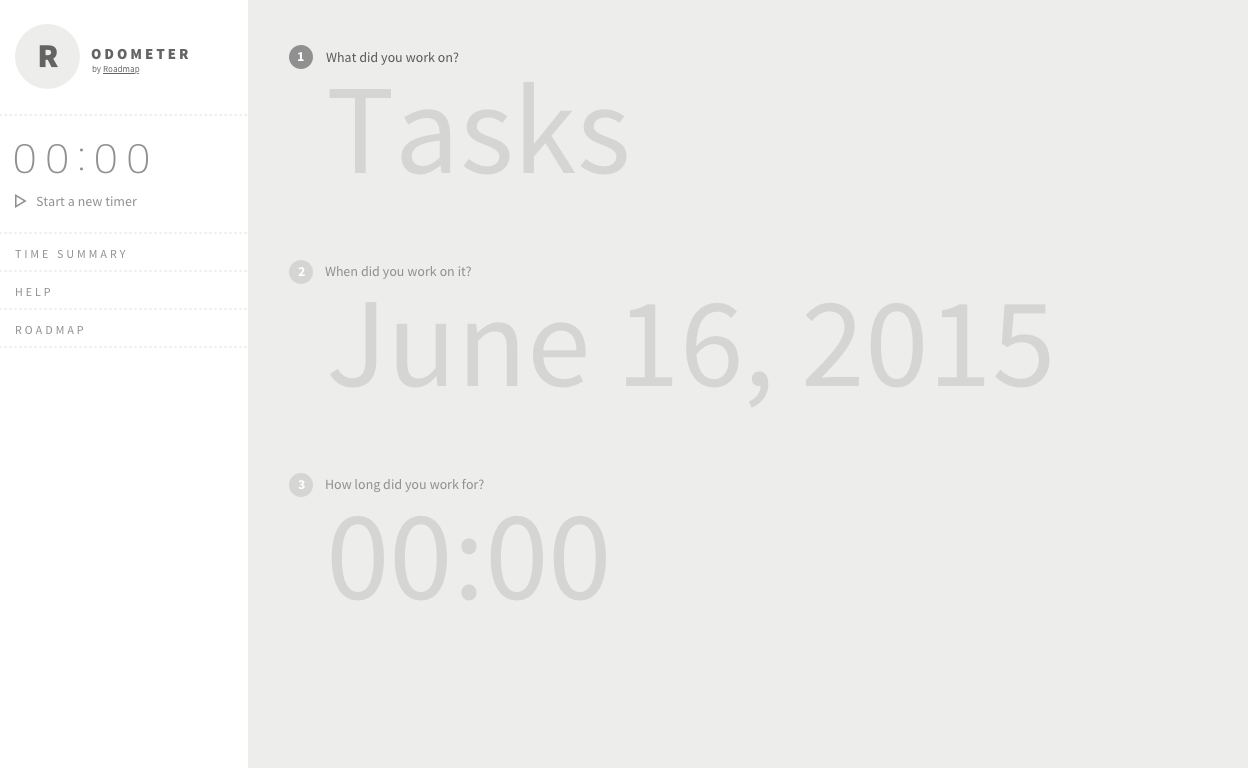 R
ODOMETER
by Roadmap
00:00
Start a new timer
TIME SUMMARY
HELP
ROADMAP
1 What did you work on?
Tasks
2 When did you work on it?
June 16, 2015
3 How long did you work for?
00:00